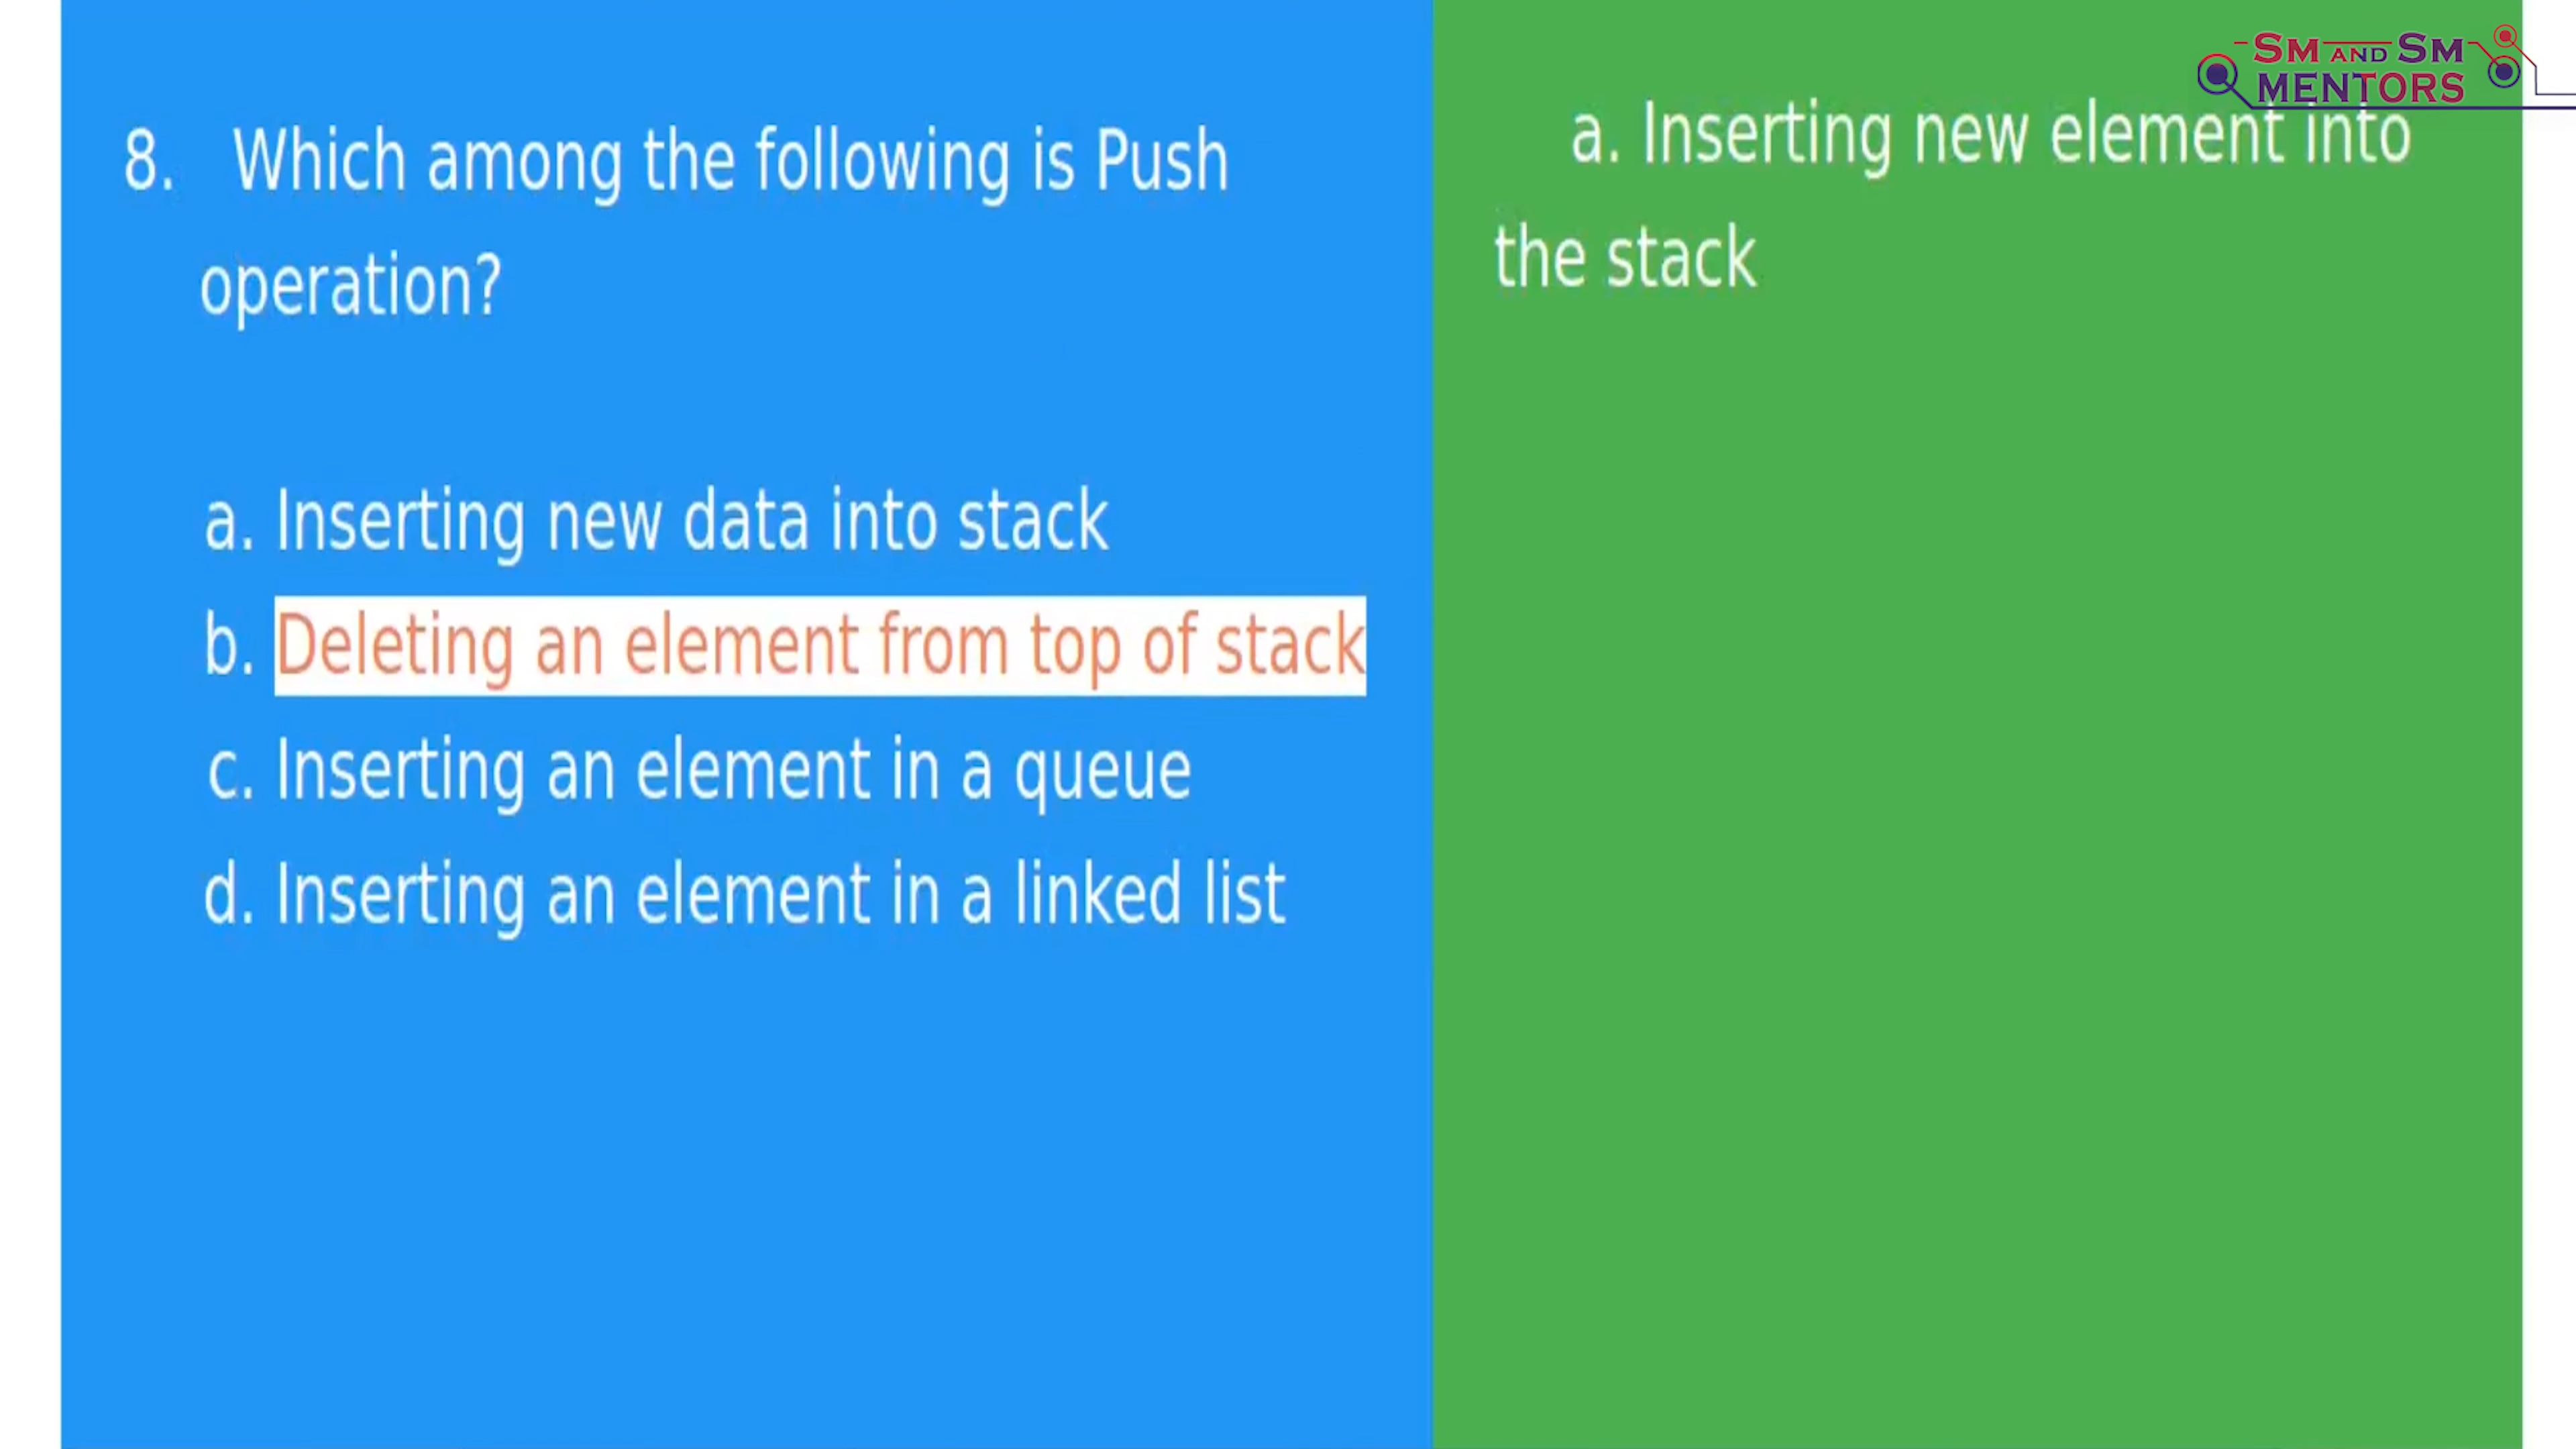 8. Which among the following is Push
operation?
a. Inserting new data into stack
b. Deleting an element from top of stack
c. Inserting an element in a queue
d. Inserting an element in a linked list
SM AND SM
MENTORS
a. Inserting new element into
the stack